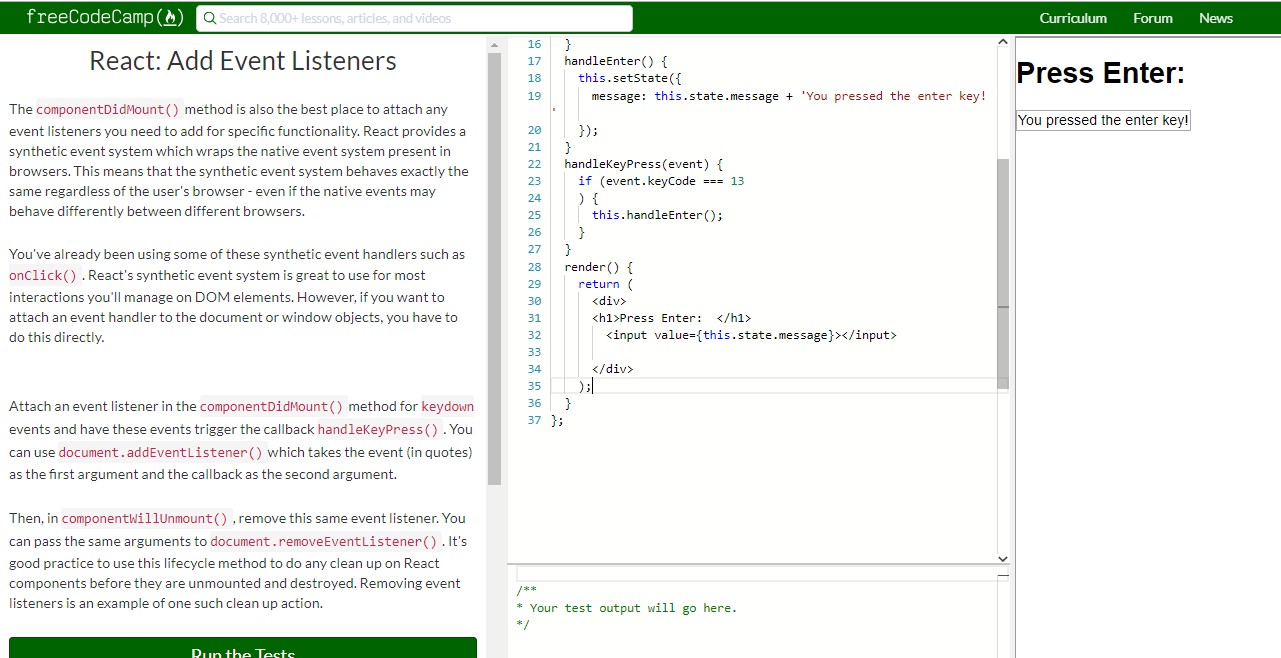 freeCodeCamp
Search 8,000+ lessons, articles, and videos
Curriculum
Forum
News
React: Add Event Listeners
The componentDidMount() method is also the best place to attach any
event listeners you need to add for specific functionality. React provides a
synthetic event system which wraps the native event system present in
browsers. This means that the synthetic event system behaves exactly the
same regardless of the user's browser - even if the native events may
behave differently between different browsers.
You've already been using some of these synthetic event handlers such as
onClick() . React's synthetic event system is great to use for most
interactions you'll manage on DOM elements. However, if you want to
attach an event handler to the document or window objects, you have to
do this directly.
Attach an event listener in the componentDidMount() method for keydown
events and have these events trigger the callback handleKeyPress() . You
can use document.addEventListener() which takes the event (in quotes)
as the first argument and the callback as the second argument.
Then, in componentWillUnmount() , remove this same event listener. You
can pass the same arguments to document.removeEventListener() . It's
good practice to use this lifecycle method to do any clean up on React
components before they are unmounted and destroyed. Removing event
listeners is an example of one such clean up action.
Run the Tests
16 }
17 handleEnter() {
18 this.setState({
19 message: this.state.message + 'You pressed the enter key!
'
20 });
21 }
22 handleKeyPress(event) {
23 if (event.keyCode === 13
24 ) {
25 this.handleEnter();
26 }
27 }
28 render() {
29 return (
30 <div>
31 <h1>Press Enter:  </h1>
32 <input value={this.state.message}></input>
33
34 </div>
35 );
36 }
37 };
/**
* Your test output will go here.
*/
Press Enter:
You pressed the enter key!